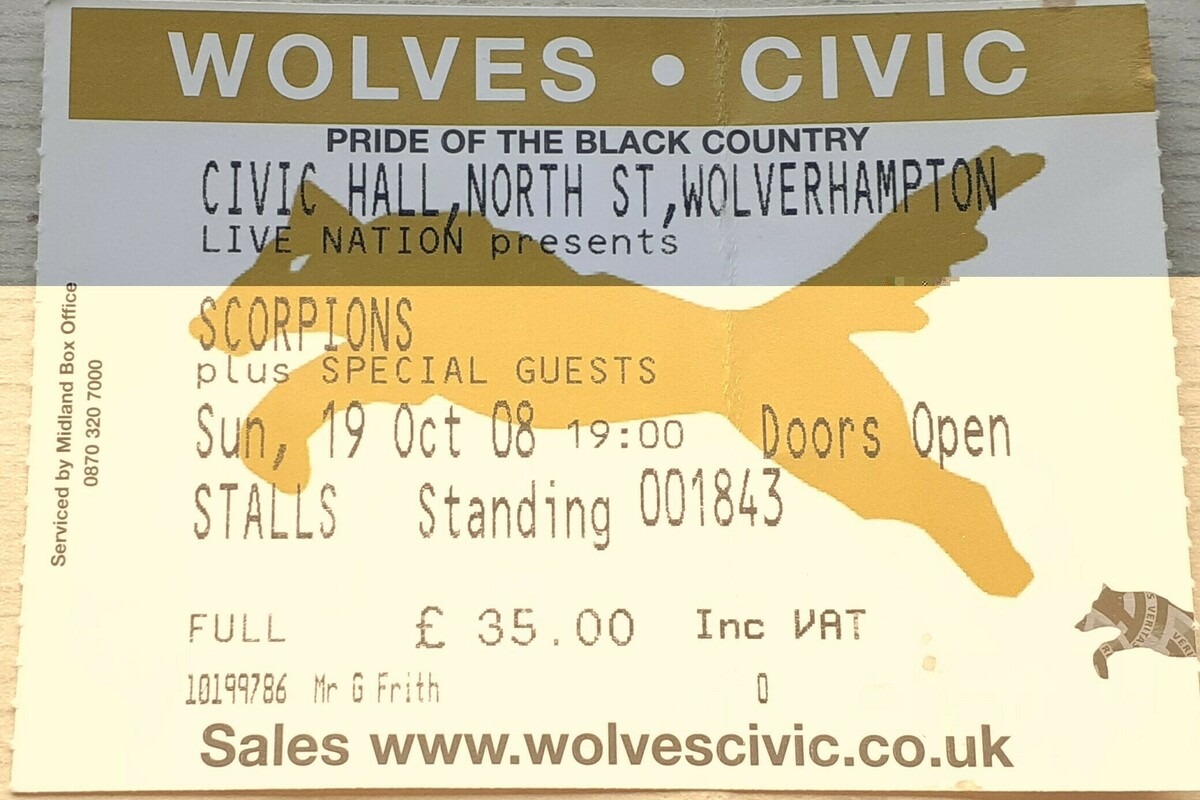 WOLVES • CIVIC
PRIDE OF THE BLACK COUNTRY
CIVIC HALL,NORTH ST,WOLVERHAMPTON
LIVE NATION presents
SCORPIONS
plus SPECIAL GUESTS
Sun, 19 Oct 08 19:00 Doors Open
STALLS Standing 001843
FULL £ 35.00 Inc VAT
10199786 Mr G Frith 0
Sales www.wolvescivic.co.uk
Serviced by Midland Box Office
0870 320 7000